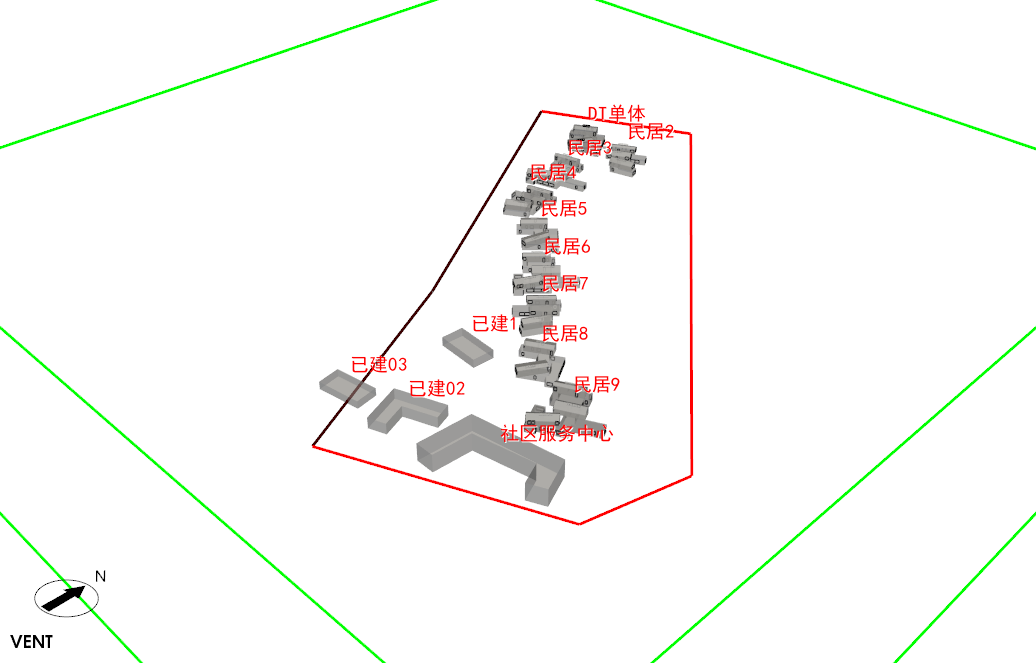 DT单体
民居2
民居3
民居4
民居5
民居6
民居7
已建1
民居8
已建03
民居9
已建02
社区服务中心
N
VENT